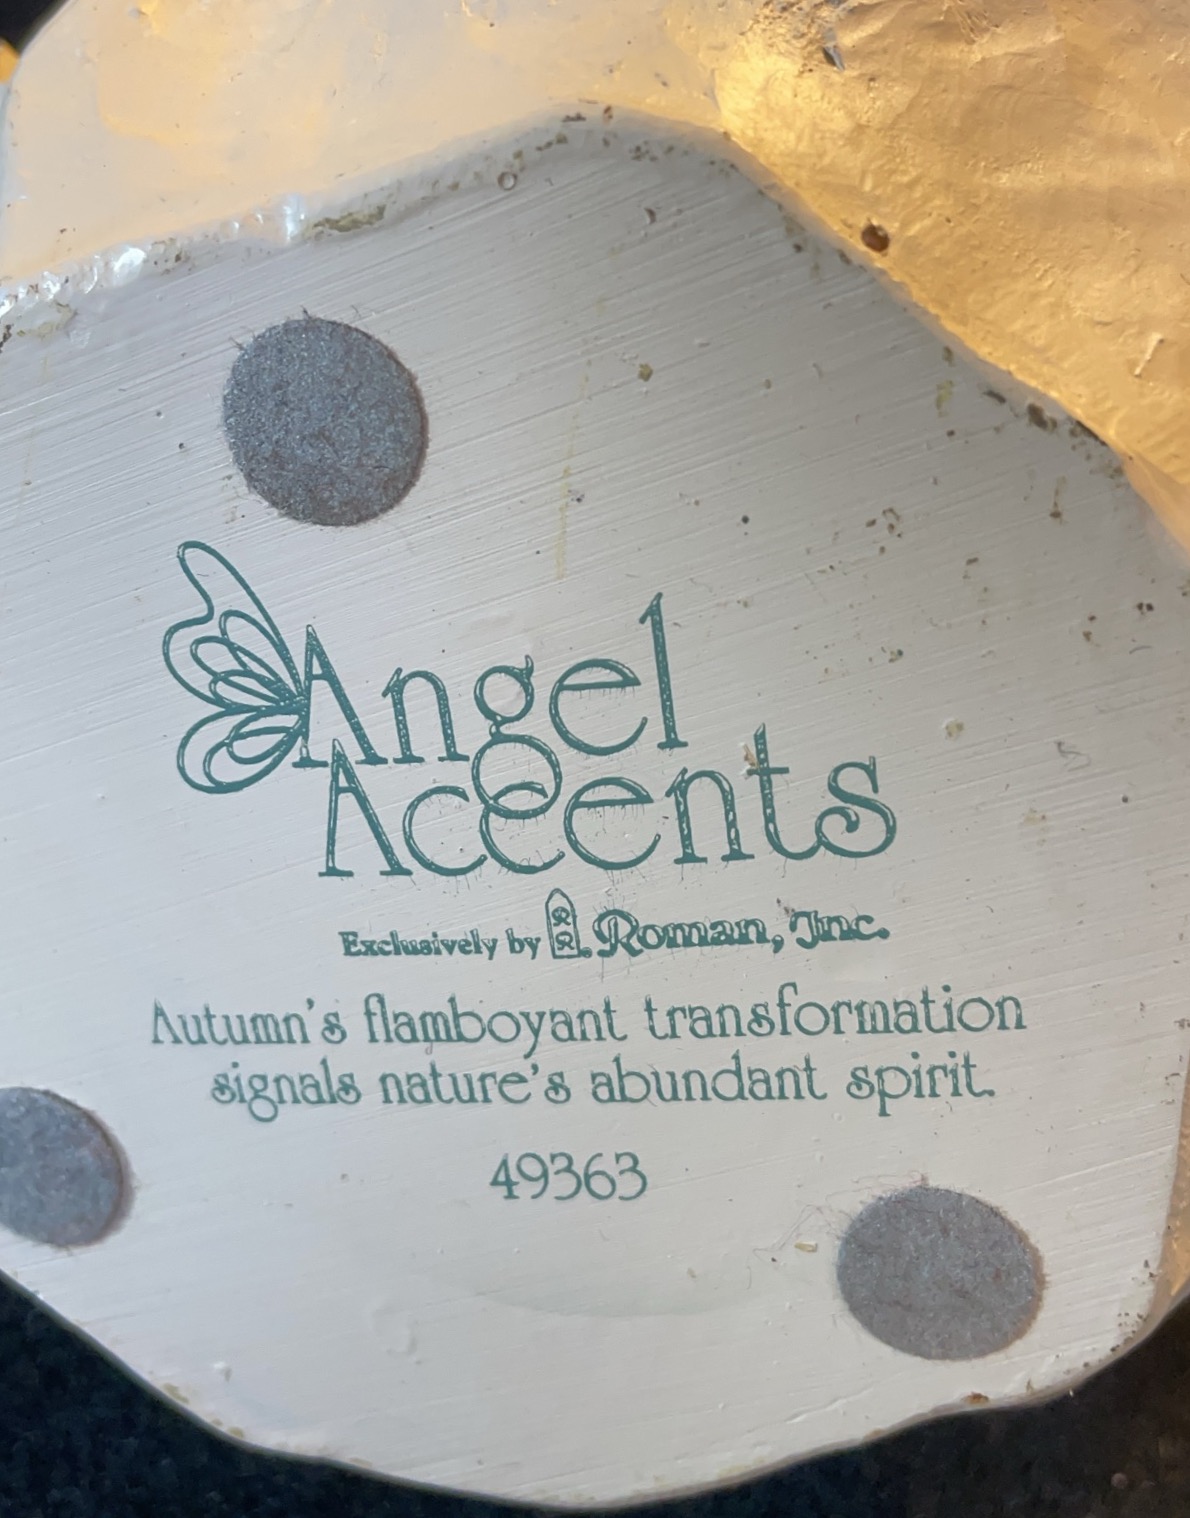 Angel
Accents
Exclusively by R R. Roman, Inc.
Autumn's flamboyant transformation
signals nature's abundant spirit.
49363